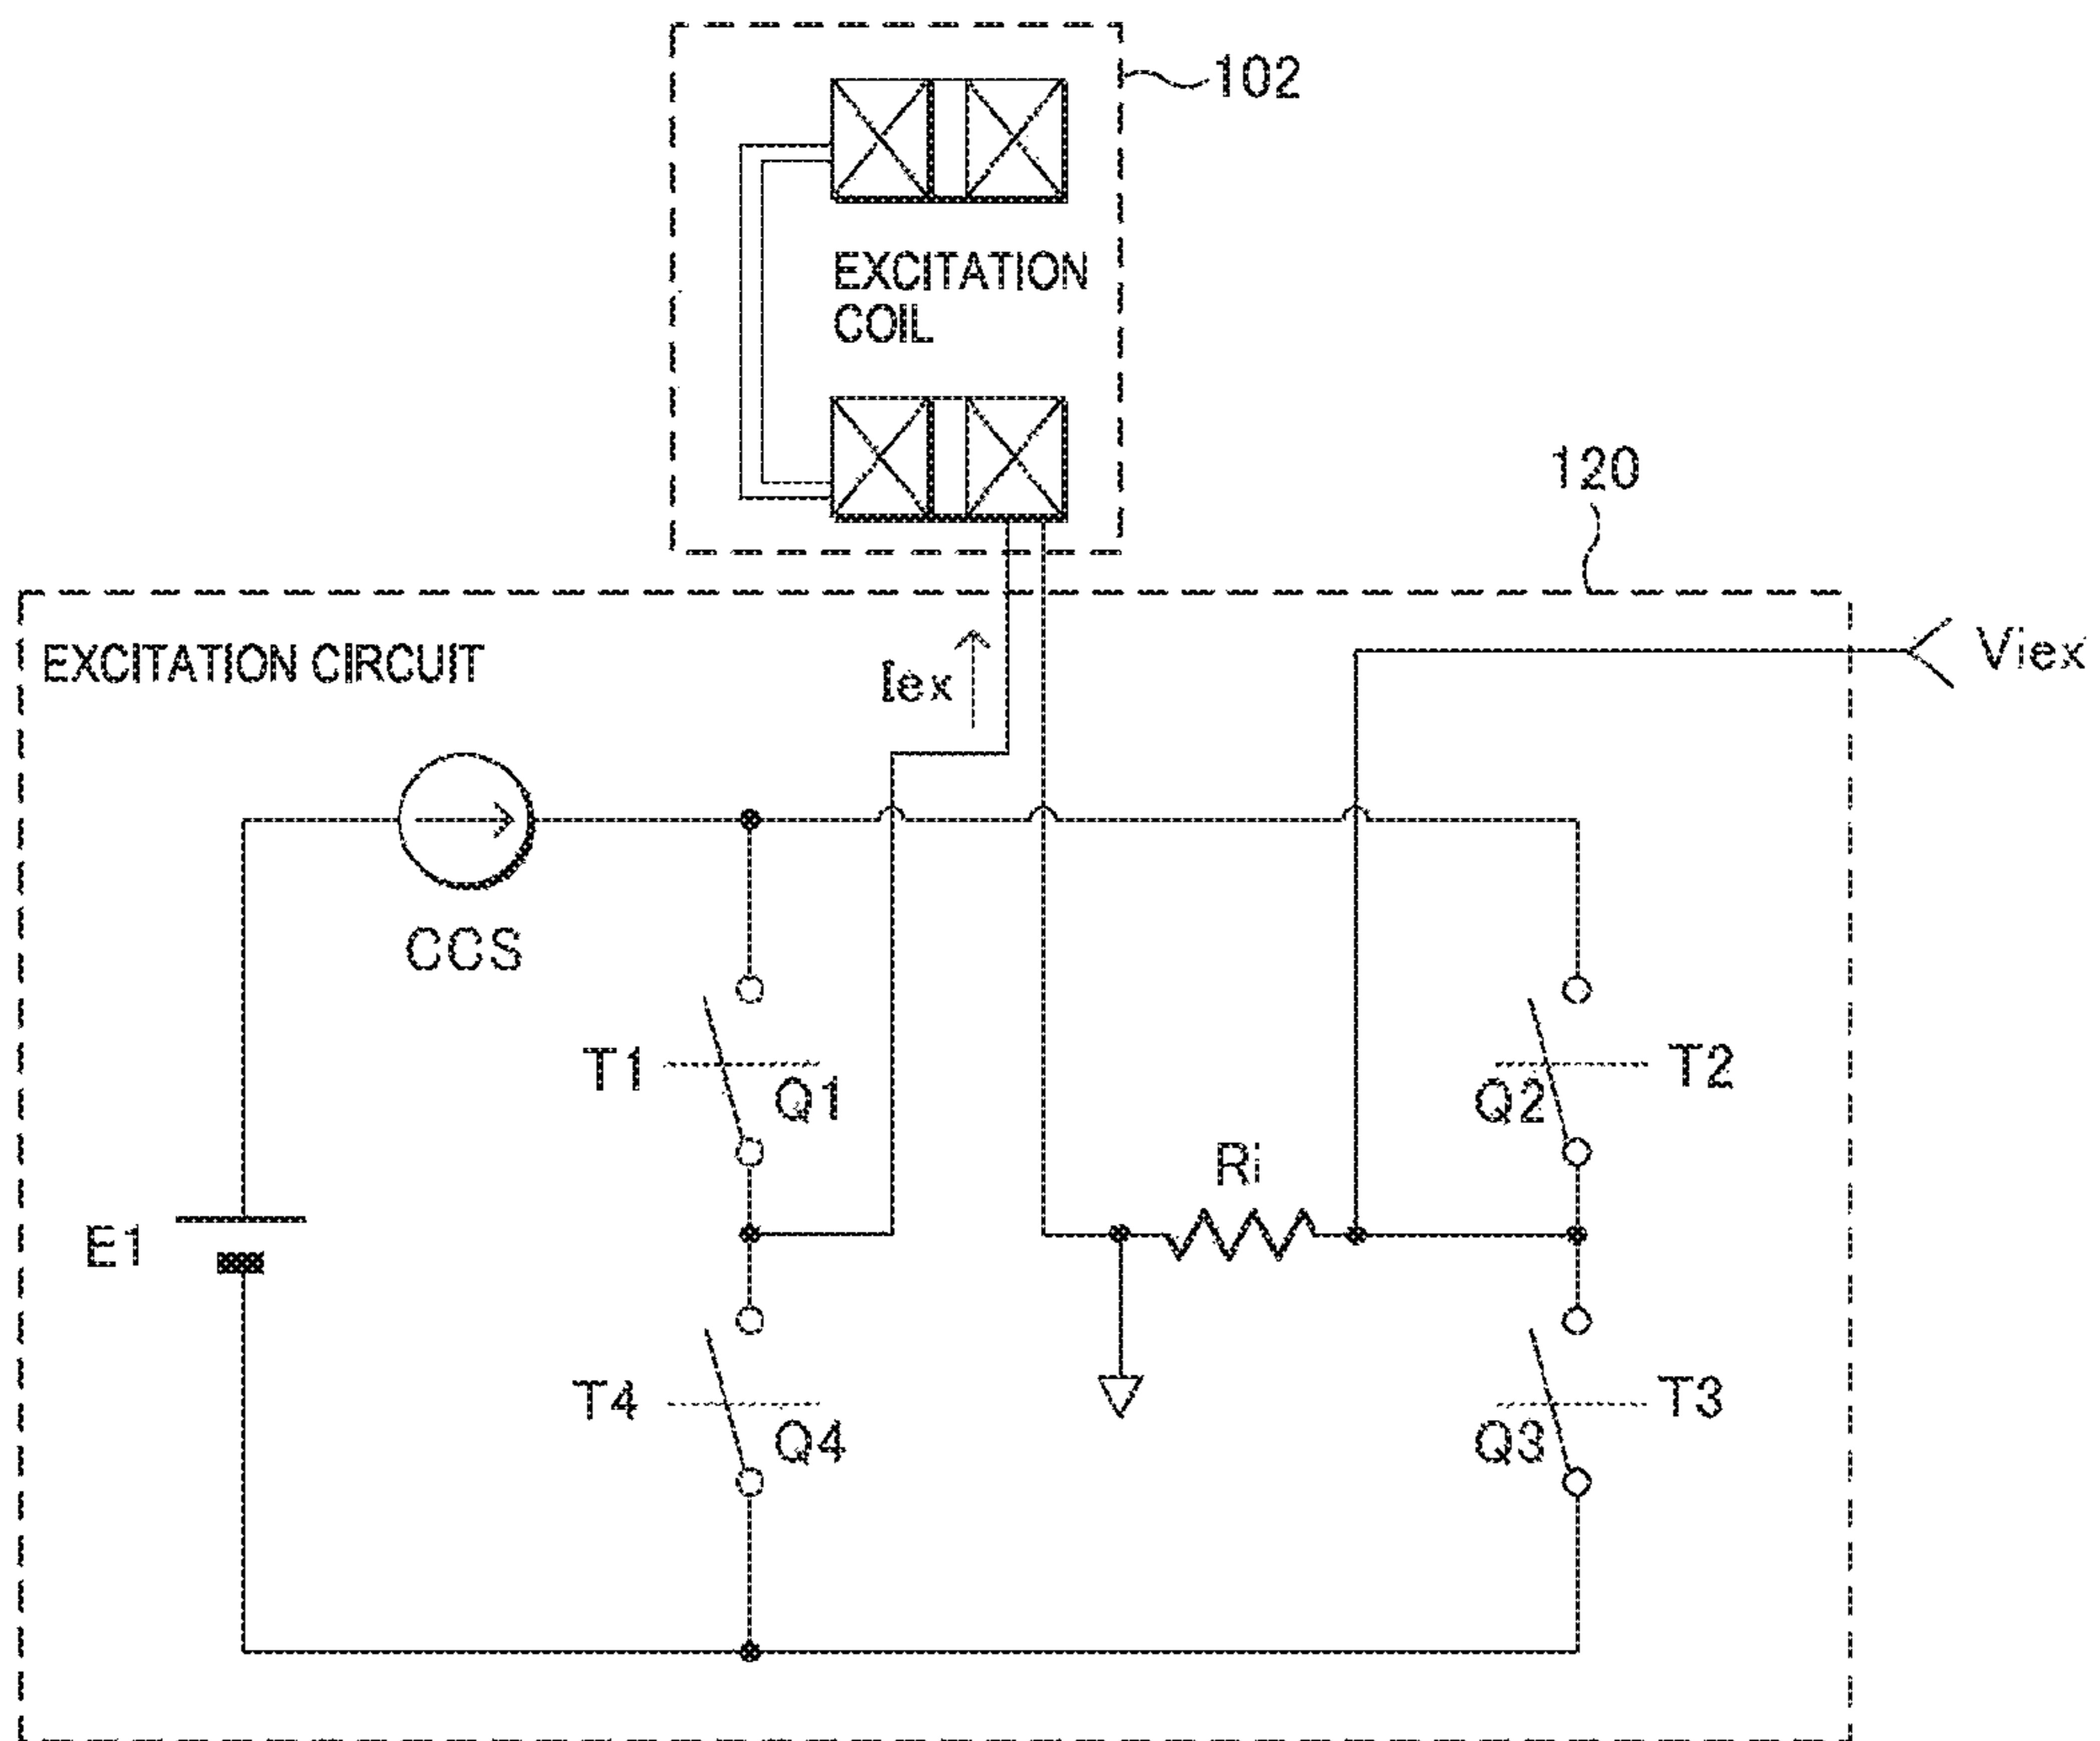 102
EXCITATION
COIL
120
EXCITATION CIRCUIT
Iex
Viex
CCS
T1
Q1
Q2
T2
Ri
E1
T4
Q4
Q3
T3